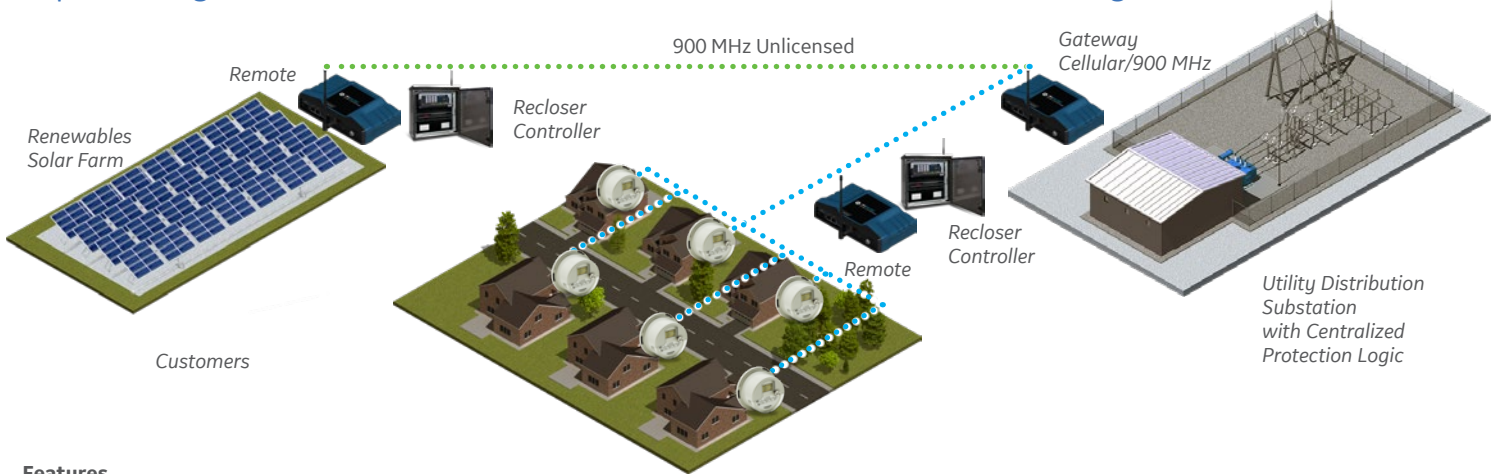 900 MHz Unlicensed
Gateway
Cellular/900 MHz
Remote
Recloser
Controller
Renewables
Solar Farm
Recloser
Controller
Remote
Utility Distribution
Substation
with Centralized
Protection Logic
Customers
Features